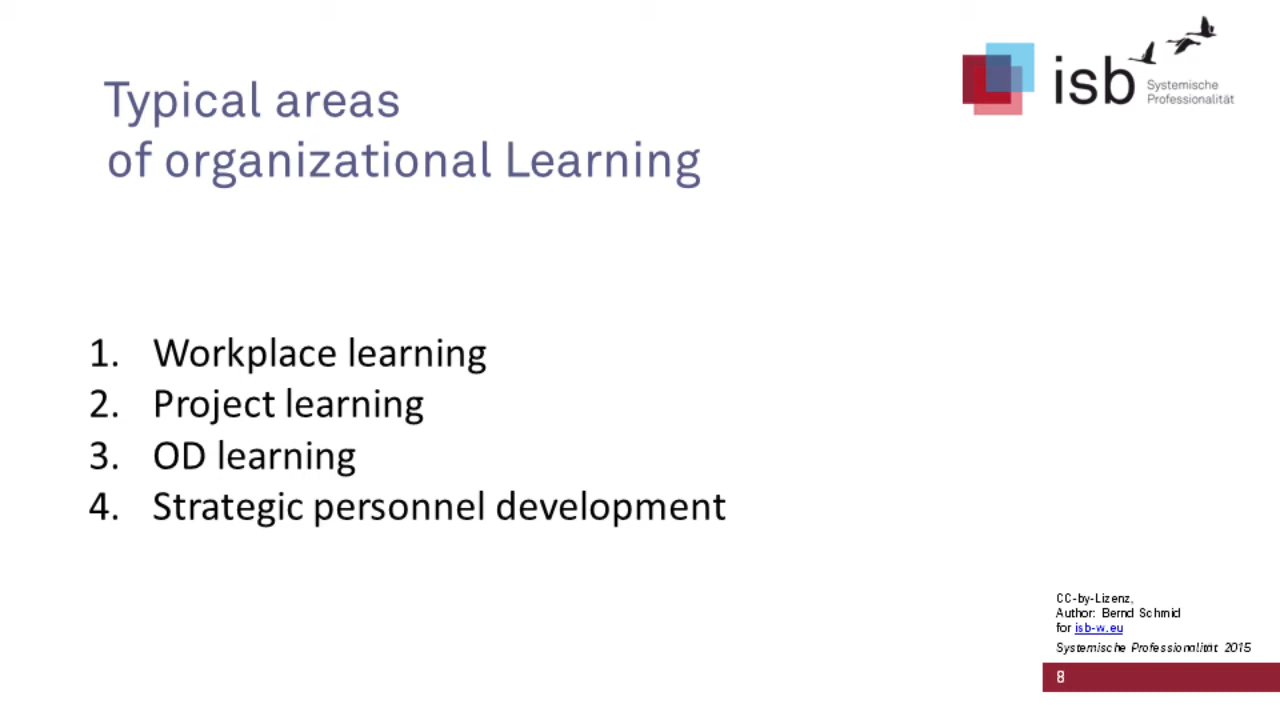 Typical areas
of organizational Learning
isb
Systemische
Professionalität
1. Workplace learning
2. Project learning
3. OD learning
4. Strategic personnel development
CC-by-Lizenz,
Author: Bernd Schmid
for isb-w.eu
Systemische Professionalität 2015
8